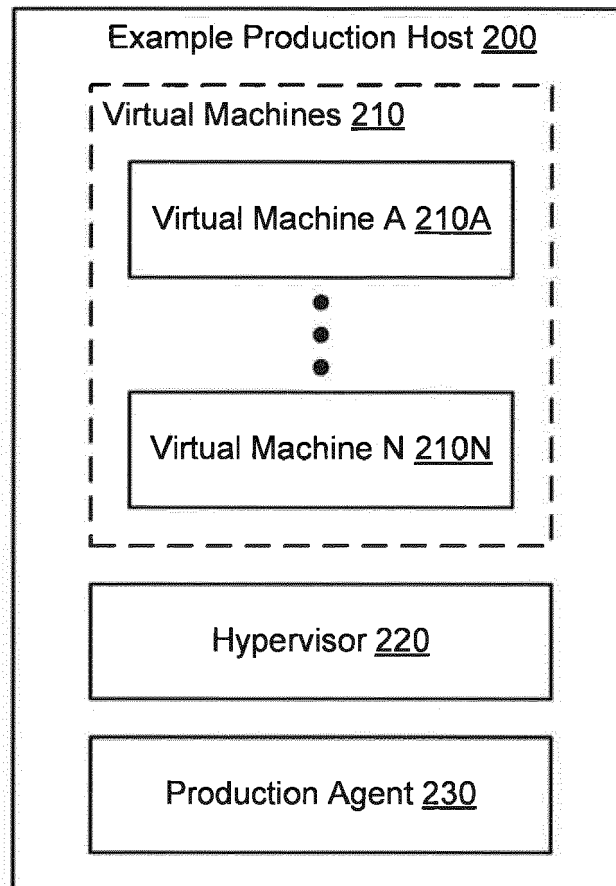 Example Production Host 200
Virtual Machines 210
Virtual Machine A 210A
Virtual Machine N 210N
Hypervisor 220
Production Agent 230